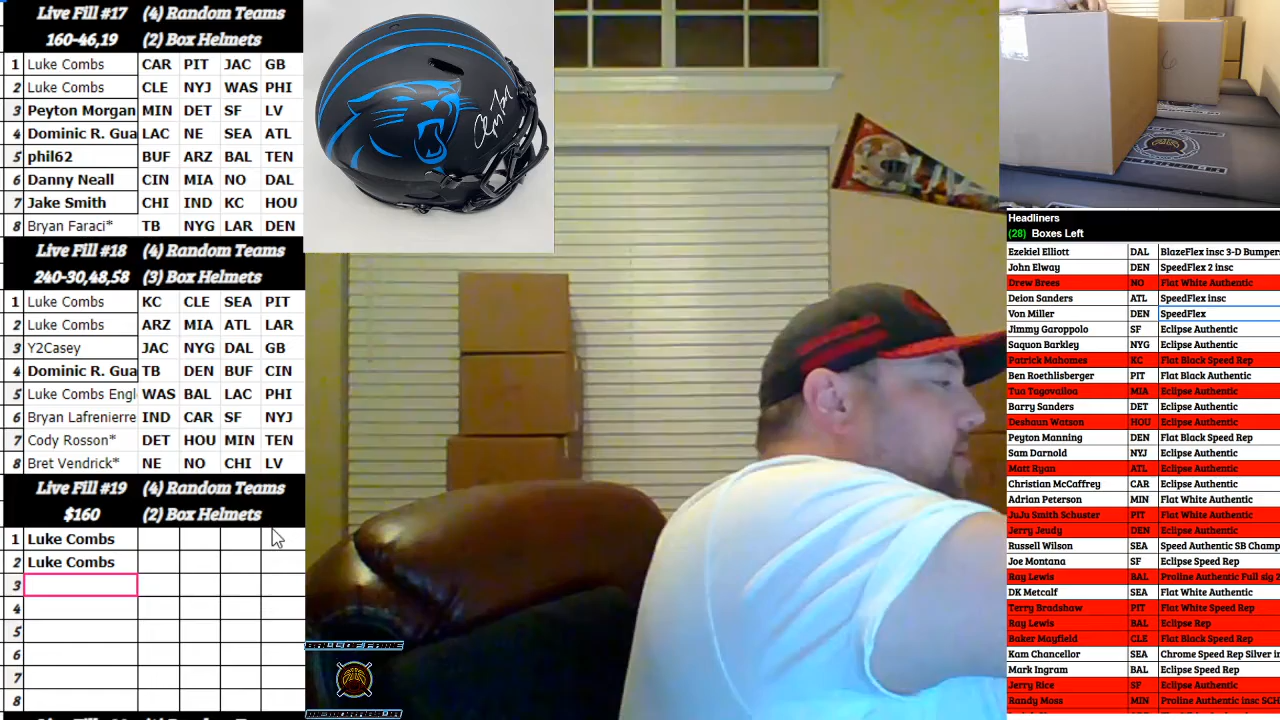 Live Fill #17 (4) Random Teams
160-46,19 (2) Box Helmets
1 Luke Combs CAR PIT JAC GB
2 Luke Combs CLE NYJ WAS PHI
3 Peyton Morgan MIN DET SF LV
4 Dominic R. Gua LAC NE SEA ATL
5 phil62 BUF ARZ BAL TEN
6 Danny Neall CIN MIA NO DAL
7 Jake Smith CHI IND KC HOU
8 Bryan Faraci* TB NYG LAR DEN
Live Fill #18 (4) Random Teams
240-30,48,58 (3) Box Helmets
1 Luke Combs KC CLE SEA PIT
2 Luke Combs ARZ MIA ATL LAR
3 Y2Casey JAC NYG DAL GB
4 Dominic R. Gua TB DEN BUF CIN
5 Luke Combs Engl WAS BAL LAC PHI
6 Bryan Lafrenierre IND CAR SF NYJ
7 Cody Rosson* DET HOU MIN TEN
8 Bret Vendrick* NE NO CHI LV
Live Fill #19 (4) Random Teams
$160 (2) Box Helmets
1 Luke Combs
2 Luke Combs
3
4
5
6
7
8
BALL OF FAME
MEMORABILIA
Headliners
(28) Boxes Left
Ezekiel Elliott DAL BlazeFlex insc 3-D Bumper
John Elway DEN SpeedFlex 2 insc
Drew Brees NO Flat White Authentic
Deion Sanders ATL SpeedFlex insc
Von Miller DEN SpeedFlex
Jimmy Garoppolo SF Eclipse Authentic
Saquon Barkley NYG Eclipse Authentic
Patrick Mahomes KC Flat Black Speed Rep
Ben Roethlisberger PIT Flat Black Authentic
Tua Tagovailoa MIA Eclipse Authentic
Barry Sanders DET Eclipse Authentic
Deshaun Watson HOU Eclipse Authentic
Peyton Manning DEN Flat Black Speed Rep
Sam Darnold NYJ Eclipse Authentic
Matt Ryan ATL Eclipse Authentic
Christian McCaffrey CAR Eclipse Authentic
Adrian Peterson MIN Flat White Authentic
JuJu Smith Schuster PIT Flat White Authentic
Jerry Jeudy DEN Eclipse Authentic
Russell Wilson SEA Speed Authentic SB Champ
Joe Montana SF Eclipse Speed Rep
Ray Lewis BAL Proline Authentic Full sig 2
DK Metcalf SEA Flat White Authentic
Terry Bradshaw PIT Flat White Speed Rep
Ray Lewis BAL Eclipse Rep
Baker Mayfield CLE Flat Black Speed Rep
Kam Chancellor SEA Chrome Speed Rep Silver in
Mark Ingram BAL Eclipse Speed Rep
Jerry Rice SF Eclipse Authentic
Randy Moss MIN Proline Authentic insc SCH